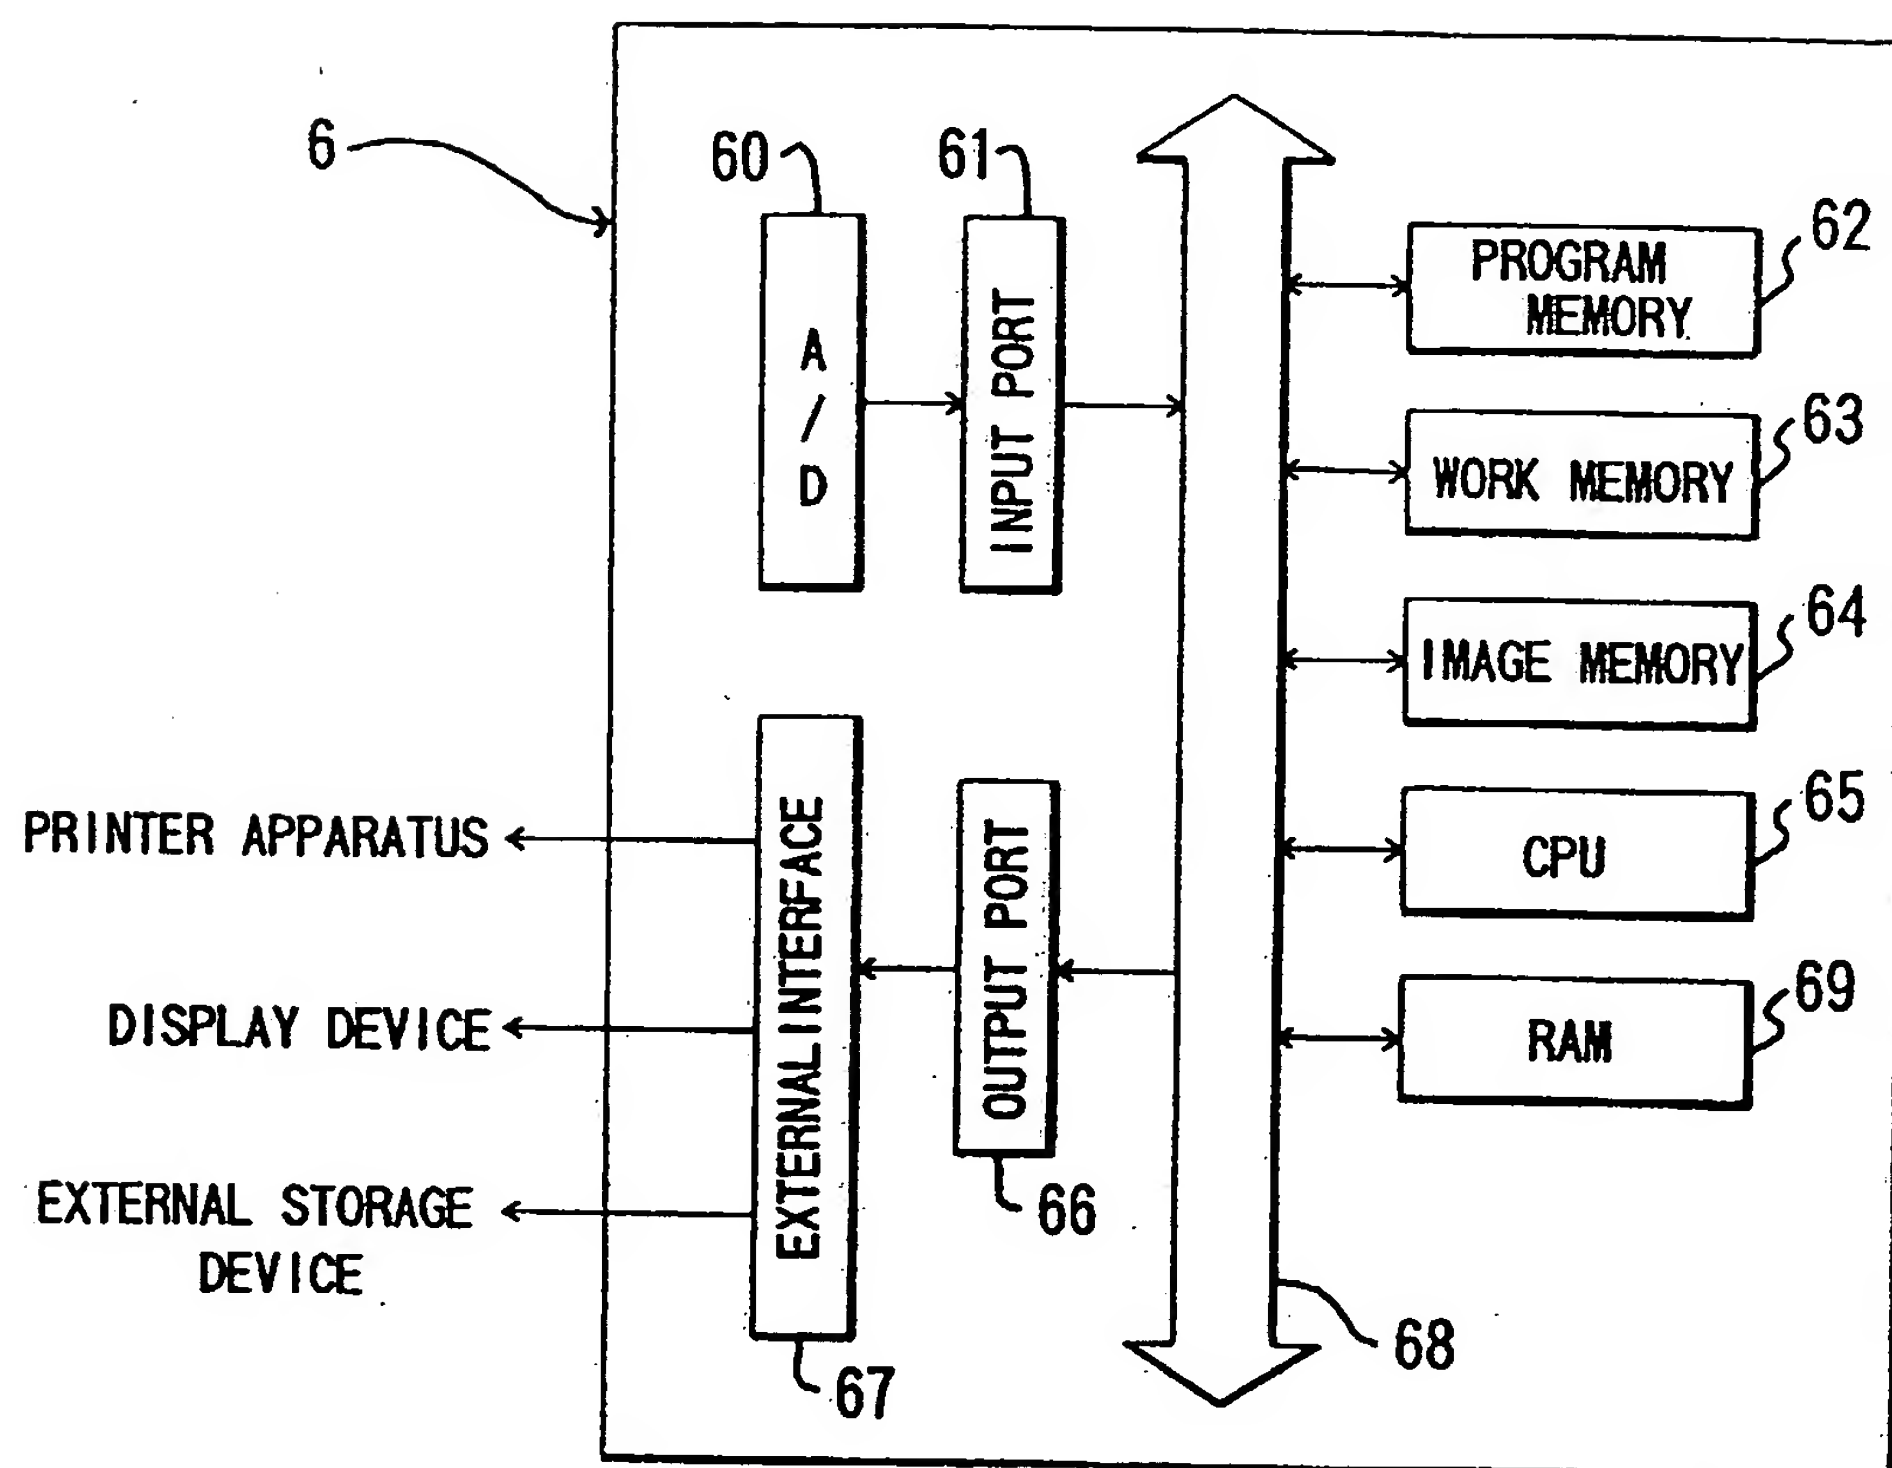 6
60
61
62
PROGRAM
MEMORY
A
/
D
INPUT PORT
63
WORK MEMORY
64
IMAGE MEMORY
65
CPU
69
RAM
PRINTER APPARATUS
DISPLAY DEVICE
EXTERNAL STORAGE
DEVICE
EXTERNAL INTERFACE
OUTPUT PORT
66
67
68